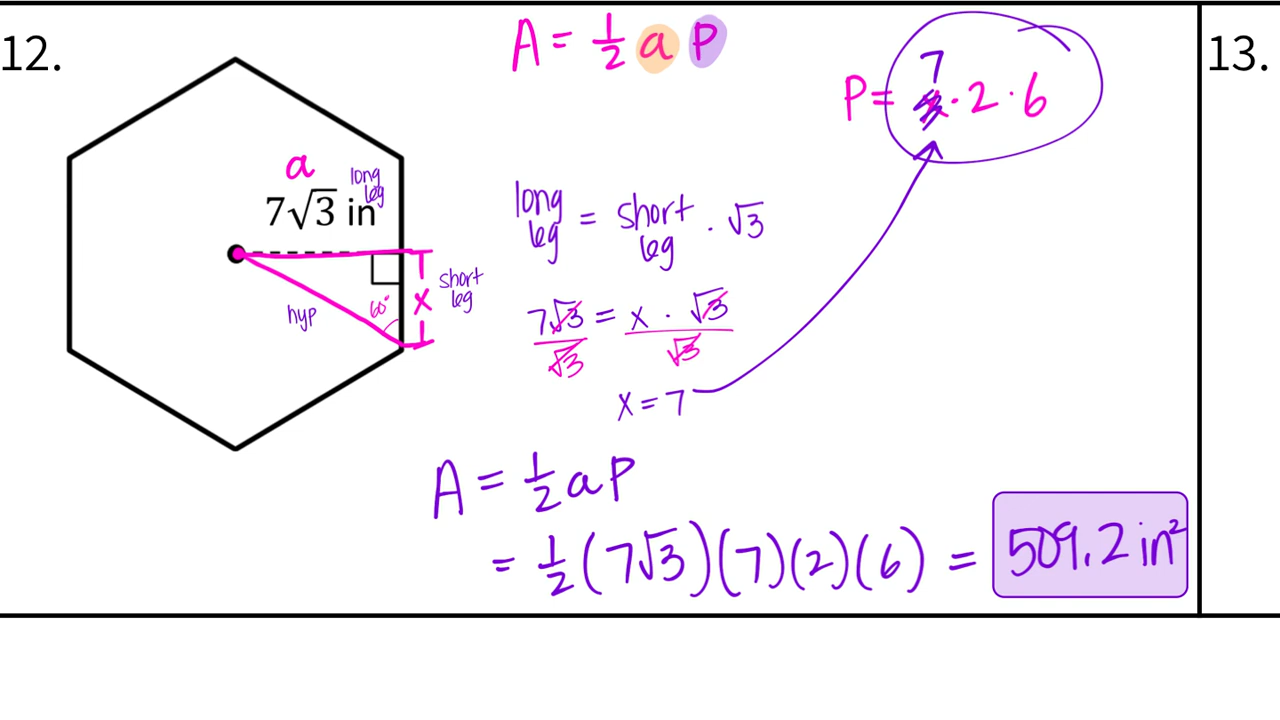 12.
A = 1/2 a P
P = 7 · 2 · 6
13.
a
long leg
7√3 in
short leg
x
60°
hyp
long leg = short leg · √3
7√3 / √3 = x · √3 / √3
x = 7
A = 1/2 a P
= 1/2 (7√3)(7)(2)(6) = 509.2 in²